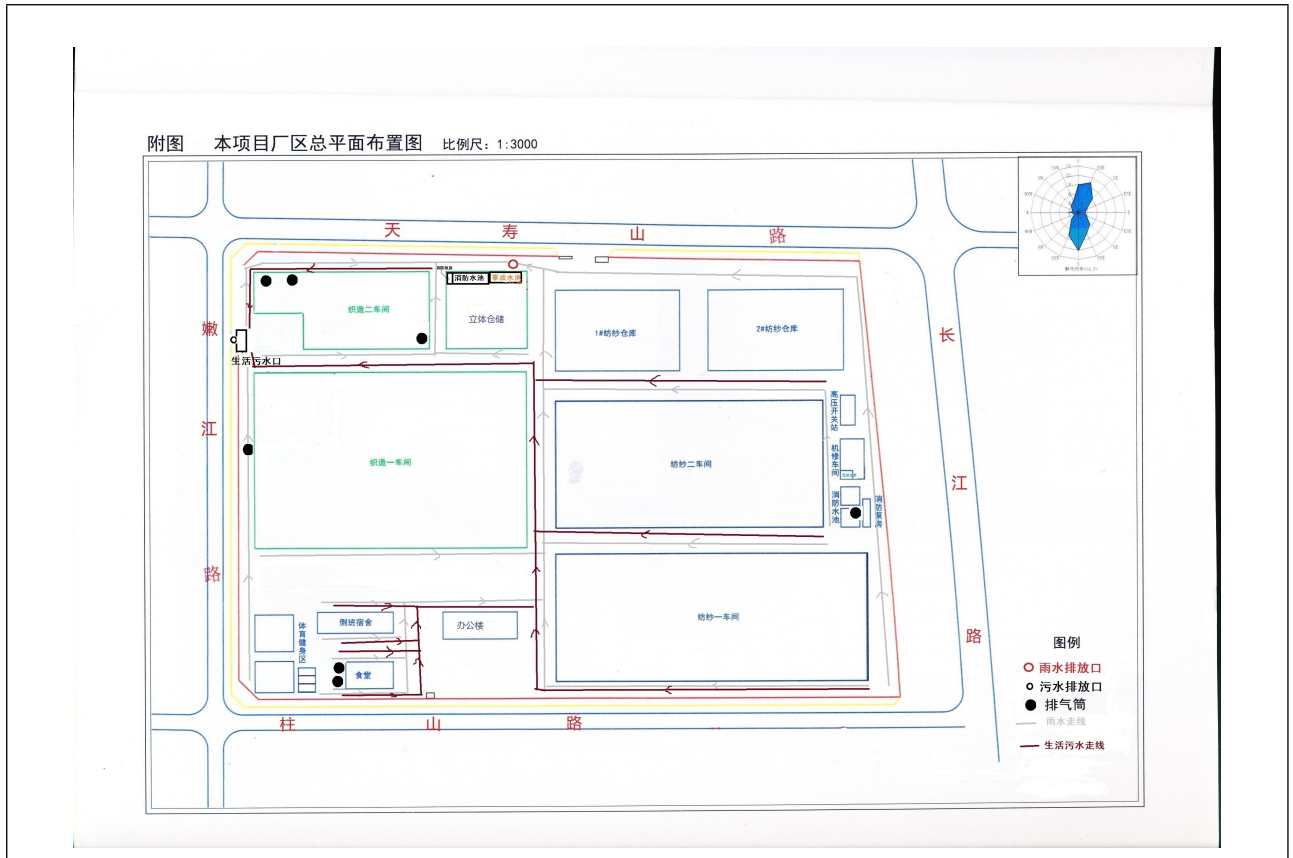 附图 本项目厂区总平面布置图 比例尺：1:3000
天寿山路
嫩江路
长江路
柱山路
消防水池
事故水池
织造二车间
立体仓储
1#纺纱仓库
2#纺纱仓库
生活污水口
高压开关站
织造一车间
纺纱二车间
机修车间
消防水池
消防泵房
倒班宿舍
办公楼
体育健身区
食堂
纺纱一车间
图例
雨水排放口
污水排放口
排气筒
雨水走线
生活污水走线